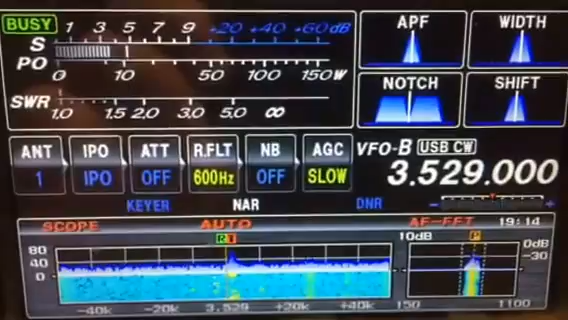 BUSY 1 3 5 7 9 +20 +40 +60dB
S
PO
0 10 50 100 150W
SWR
1.0 1.5 2.0 3.0 5.0 ∞
APF WIDTH
NOTCH SHIFT
ANT IPO ATT R.FLT NB AGC
1 IPO OFF 600Hz OFF SLOW
VFO-B USB CW
3.529.000
KEYER NAR DNR - +
SCOPE AUTO AF-FFT 19:14
R T 10dB P 0dB
80
40 -30
0
-40k -20k 3.529 +20k +40k 150 1100